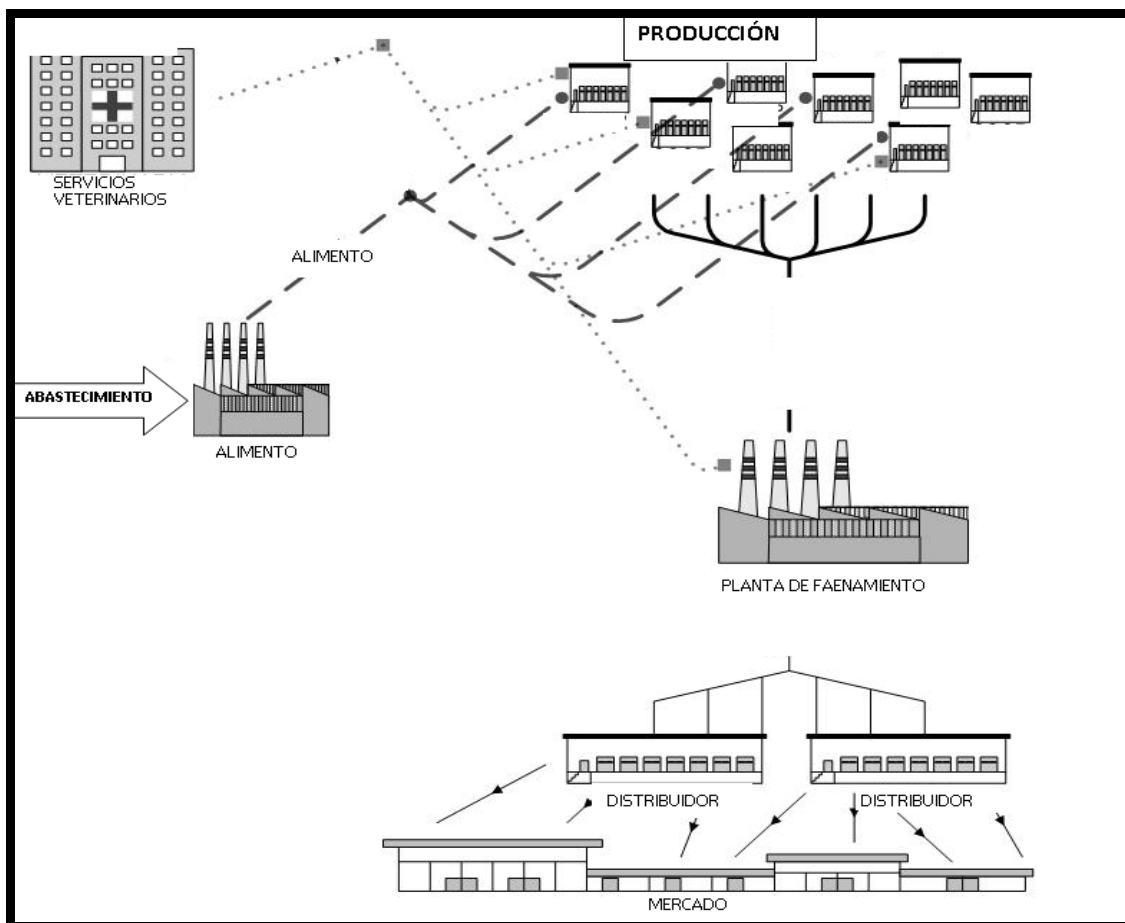 PRODUCCIÓN
SERVICIOS
VETERINARIOS
ALIMENTO
ABASTECIMIENTO
ALIMENTO
PLANTA DE FAENAMIENTO
DISTRIBUIDOR
DISTRIBUIDOR
MERCADO